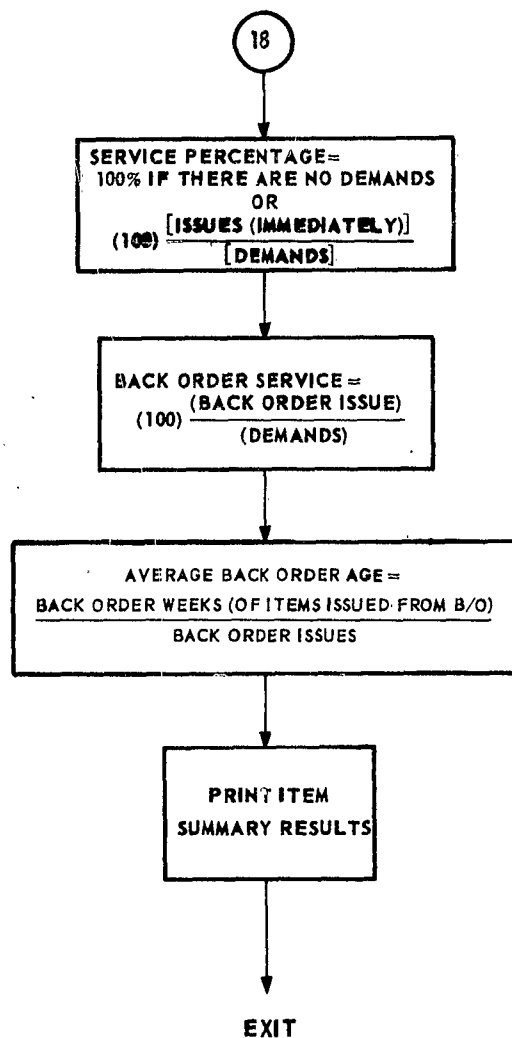 18
SERVICE PERCENTAGE=
100% IF THERE ARE NO DEMANDS
OR
(100) [ISSUES (IMMEDIATELY)]
[DEMANDS]
BACK ORDER SERVICE =
(100) (BACK ORDER ISSUE)
(DEMANDS)
AVERAGE BACK ORDER AGE =
BACK ORDER WEEKS (OF ITEMS ISSUED FROM B/O)
BACK ORDER ISSUES
PRINT ITEM
SUMMARY RESULTS
EXIT